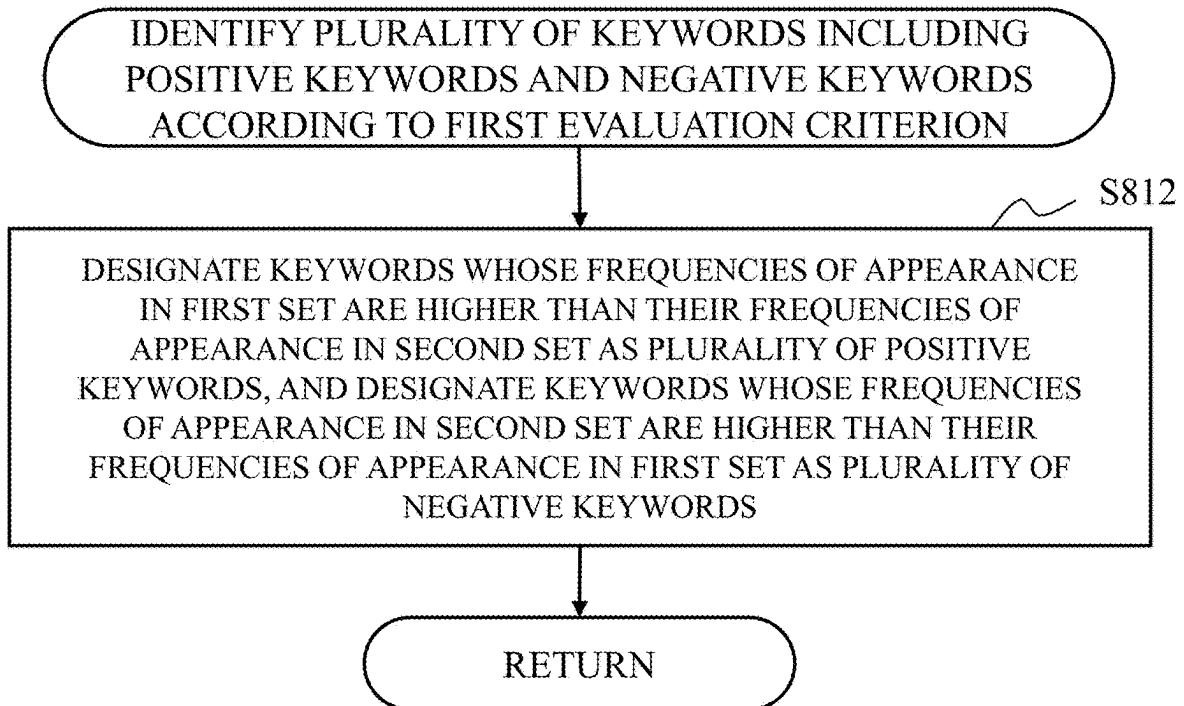 IDENTIFY PLURALITY OF KEYWORDS INCLUDING
POSITIVE KEYWORDS AND NEGATIVE KEYWORDS
ACCORDING TO FIRST EVALUATION CRITERION
S812
DESIGNATE KEYWORDS WHOSE FREQUENCIES OF APPEARANCE
IN FIRST SET ARE HIGHER THAN THEIR FREQUENCIES OF
APPEARANCE IN SECOND SET AS PLURALITY OF POSITIVE
KEYWORDS, AND DESIGNATE KEYWORDS WHOSE FREQUENCIES
OF APPEARANCE IN SECOND SET ARE HIGHER THAN THEIR
FREQUENCIES OF APPEARANCE IN FIRST SET AS PLURALITY OF
NEGATIVE KEYWORDS
RETURN